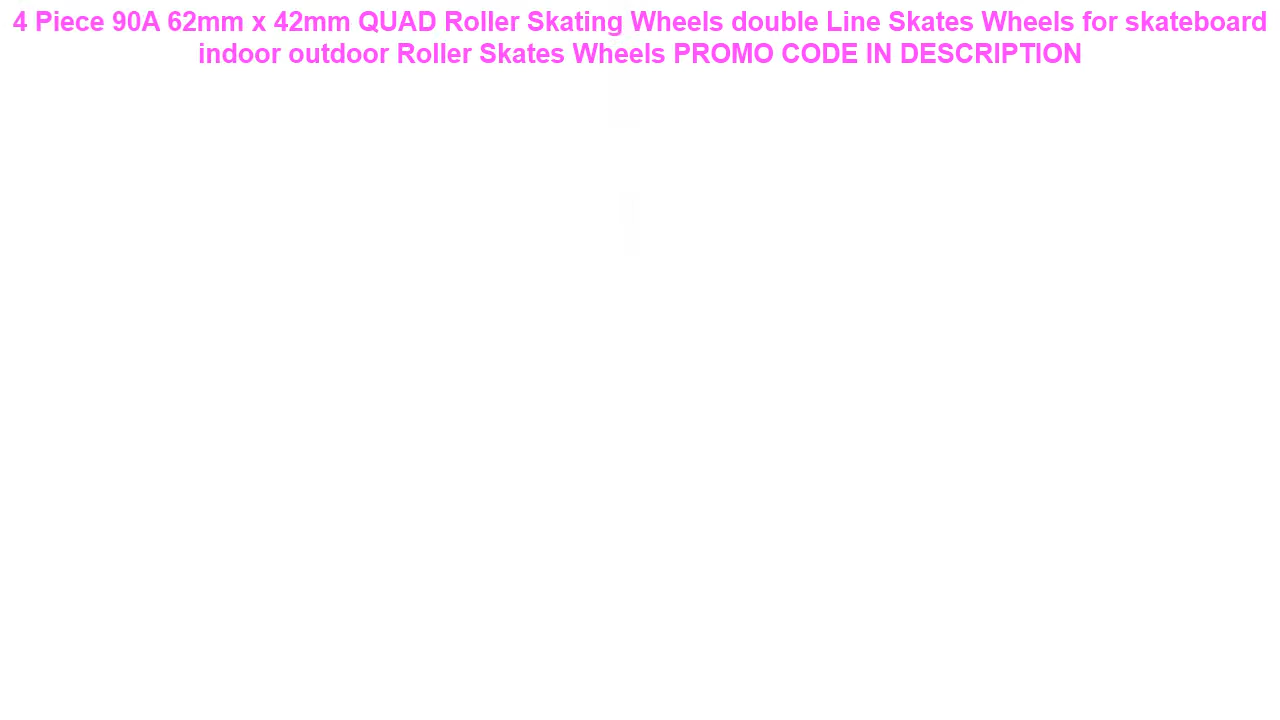 4 Piece 90A 62mm x 42mm QUAD Roller Skating Wheels double Line Skates Wheels for skateboard
indoor outdoor Roller Skates Wheels PROMO CODE IN DESCRIPTION